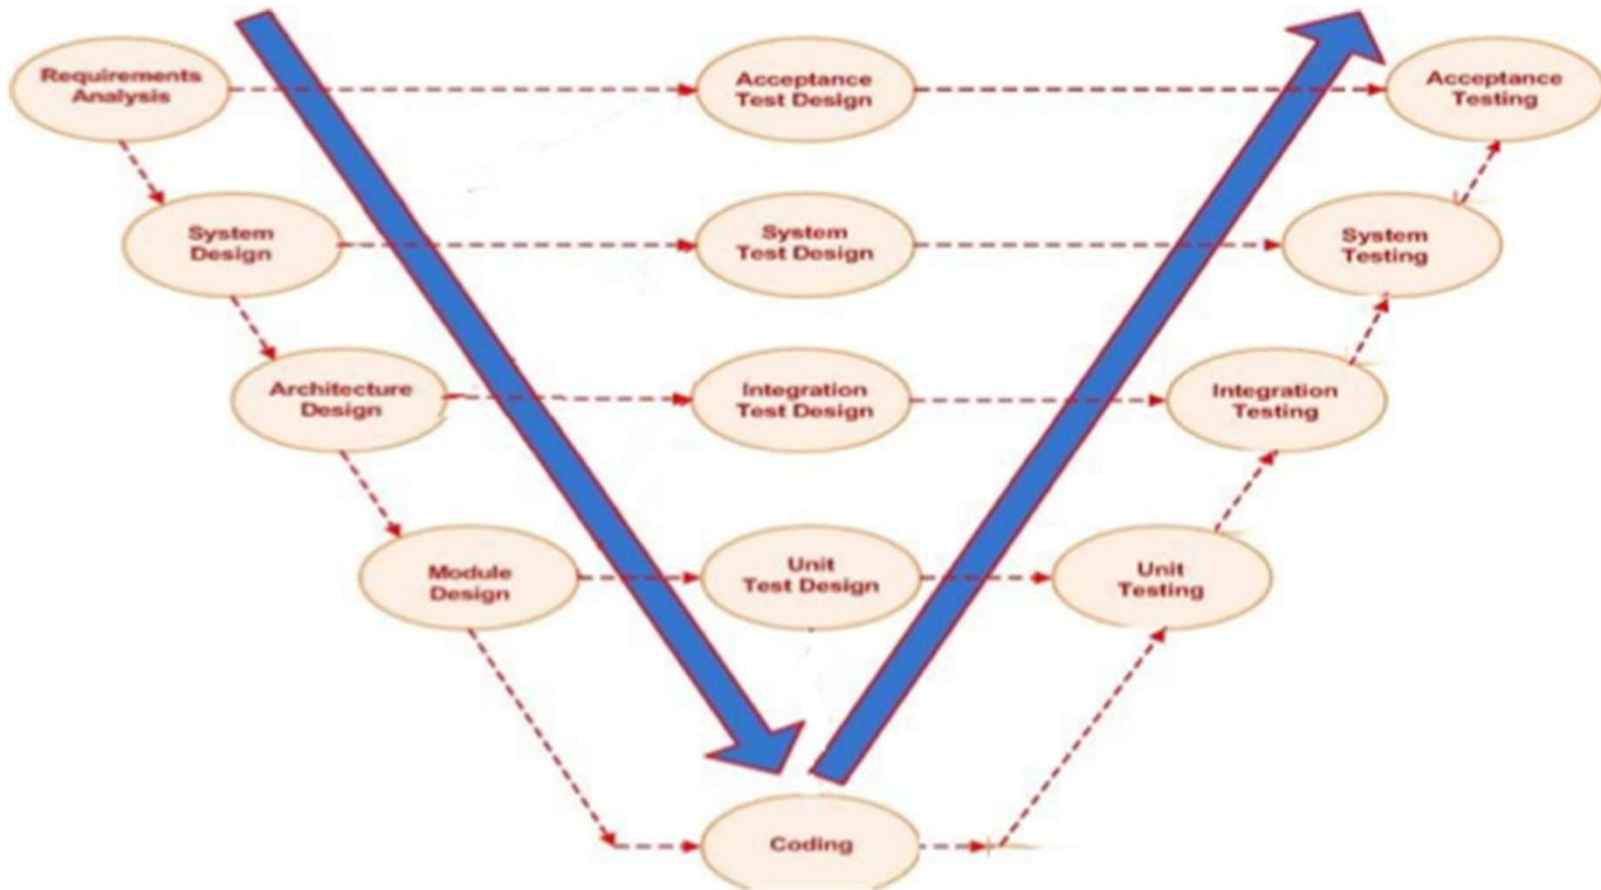 Requirements
Analysis
Acceptance
Test Design
Acceptance
Testing
System
Design
System
Test Design
System
Testing
Architecture
Design
Integration
Test Design
Integration
Testing
Module
Design
Unit
Test Design
Unit
Testing
Coding